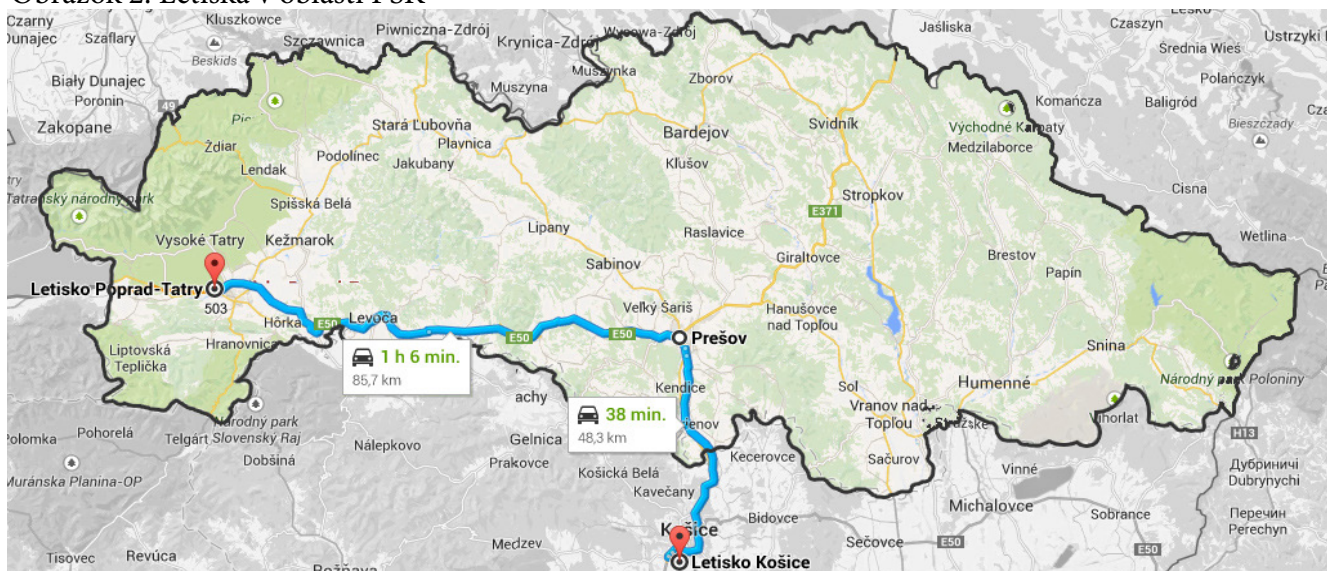 Obrázok 2: Letiská v oblasti PSK
Czarny
Dunajec
Szaflary
Kluszkowce
Szczawnica
Piwniczna-Zdrój
Krynica-Zdrój
Wysowa-Zdrój
Jaśliska
Lesko
Czaszyn
Ustrzyki
Średnia Wieś
Beskids
Muszynka
Zborov
Polańczyk
Biały Dunajec
Poronin
49
Muszyna
Komańcza
Baligród
Zakopane
Stará Ľubovňa
Plavnica
Bardejov
Svidník
Východné Karpaty
Medzilaborce
Bieszczady
Ždiar
Podolínec
Jakubany
Kľušov
Lendak
Cisna
Tatranský národný park
Spišská Belá
Stropkov
E371
Vysoké Tatry
Kežmarok
Lipany
Raslavice
Wetlina
Giraltovce
Brestov
Sabinov
Papín
Letisko Poprad-Tatry
503
Veľký Šariš
Hanušovce
nad Topľou
Hôrka
E50
Levoča
E50
E50
Prešov
Hranovnica
Liptovská
Teplička
1 h 6 min.
85,7 km
Snina
Kendice
Humenné
Národný park Poloniny
achy
38 min.
48,3 km
Sol
Vranov nad
Topľou
Strážske
Vihorlat
venov
Národný park
Slovenský Raj
Polomka
Pohorelá
Telgárt
Nálepkovo
Gelnica
H13
Dobšiná
Prakovce
Košická Belá
Kecerovce
Sačurov
Vinné
Дубриничі
Dubrynychi
Muránska Planina-OP
Kavečany
Michalovce
Sobrance
Перечин
Perechyn
Košice
Bidovce
Medzev
Sečovce
E50
E50
Tisovec
Revúca
Rožňava
Letisko Košice